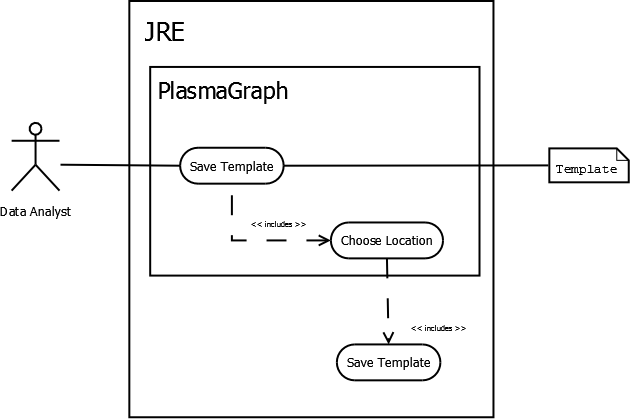 JRE
PlasmaGraph
Save Template
Template
Data Analyst
<< includes >>
Choose Location
<< includes >>
Save Template